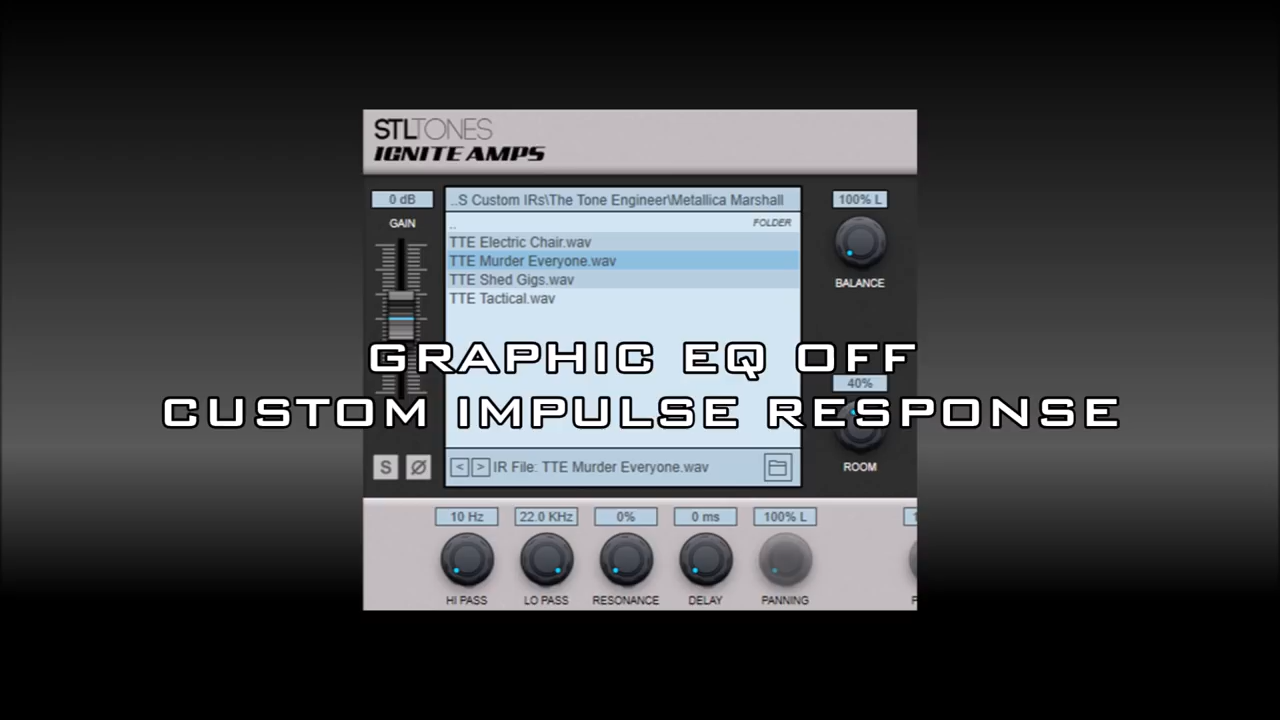 STLTONES
IGNITE AMPS
0 dB
..S Custom IRs\The Tone Engineer\Metallica Marshall
100% L
GAIN
..
FOLDER
TTE Electric Chair.wav
TTE Murder Everyone.wav
TTE Shed Gigs.wav
TTE Tactical.wav
BALANCE
GRAPHIC EQ OFF
40%
CUSTOM IMPULSE RESPONSE
S Ø
< > IR File: TTE Murder Everyone.wav
ROOM
10 Hz
22.0 KHz
0%
0 ms
100% L
HI PASS
LO PASS
RESONANCE
DELAY
PANNING